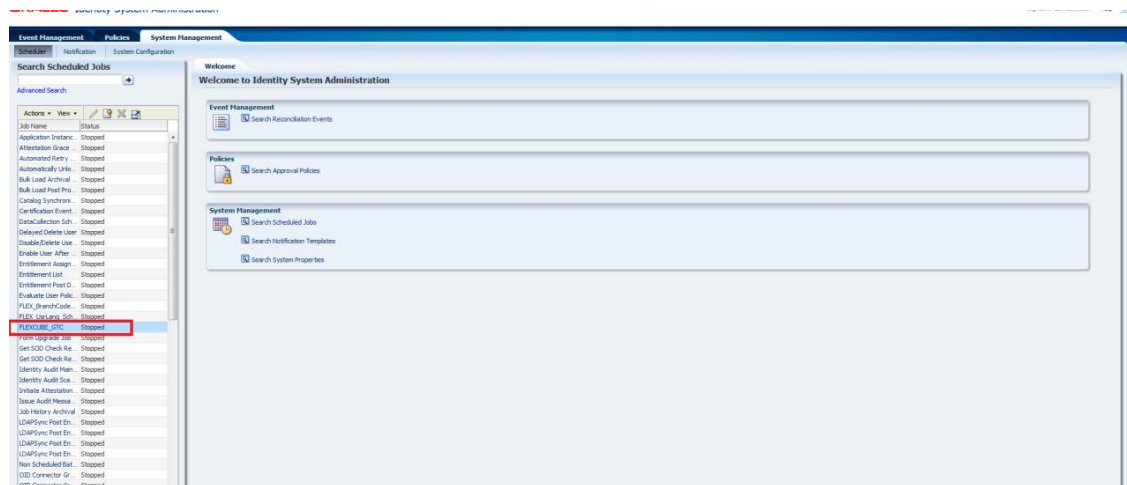 Identity System Administration
Event Management Policies System Management
Scheduler Notification System Configuration
Search Scheduled Jobs
Advanced Search
Actions View
Job Name Status
Application Instanc... Stopped
Attestation Grace ... Stopped
Automated Retry ... Stopped
Automatically Unlo... Stopped
Bulk Load Archival ... Stopped
Bulk Load Post Pro... Stopped
Catalog Synchroni... Stopped
Certification Event... Stopped
DataCollection Sch... Stopped
Delayed Delete User Stopped
Disable/Delete Use... Stopped
Enable User After ... Stopped
Entitlement Assign... Stopped
Entitlement List Stopped
Entitlement Post D... Stopped
Evaluate User Polic... Stopped
FLEX_BranchCode... Stopped
FLEX_UsrLang_Sch... Stopped
FLEXCUBE_GTC Stopped
Form Upgrade Job Stopped
Get SOD Check Re... Stopped
Get SOD Check Re... Stopped
Identity Audit Main... Stopped
Identity Audit Sca... Stopped
Initiate Attestation... Stopped
Issue Audit Messa... Stopped
Job History Archival Stopped
LDAPSync Post En... Stopped
LDAPSync Post En... Stopped
LDAPSync Post En... Stopped
LDAPSync Post En... Stopped
Non Scheduled Bat... Stopped
OID Connector Gr... Stopped
Welcome
Welcome to Identity System Administration
Event Management
Search Reconciliation Events
Policies
Search Approval Policies
System Management
Search Scheduled Jobs
Search Notification Templates
Search System Properties